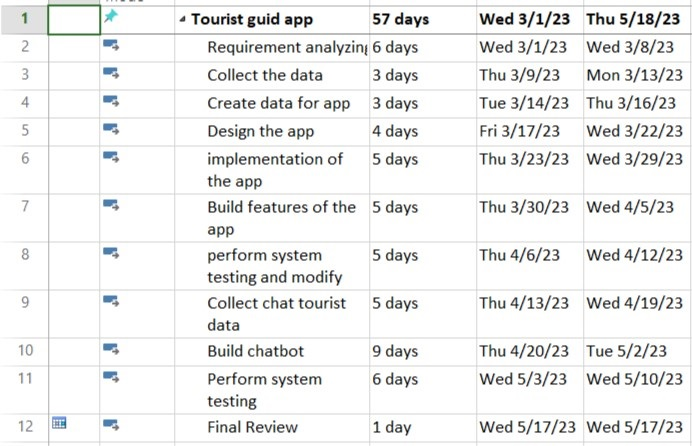 1 Tourist guid app 57 days Wed 3/1/23 Thu 5/18/23
2 Requirement analyzing 6 days Wed 3/1/23 Wed 3/8/23
3 Collect the data 3 days Thu 3/9/23 Mon 3/13/23
4 Create data for app 3 days Tue 3/14/23 Thu 3/16/23
5 Design the app 4 days Fri 3/17/23 Wed 3/22/23
6 implementation of 5 days Thu 3/23/23 Wed 3/29/23
the app
7 Build features of the 5 days Thu 3/30/23 Wed 4/5/23
app
8 perform system 5 days Thu 4/6/23 Wed 4/12/23
testing and modify
9 Collect chat tourist 5 days Thu 4/13/23 Wed 4/19/23
data
10 Build chatbot 9 days Thu 4/20/23 Tue 5/2/23
11 Perform system 6 days Wed 5/3/23 Wed 5/10/23
testing
12 Final Review 1 day Wed 5/17/23 Wed 5/17/23